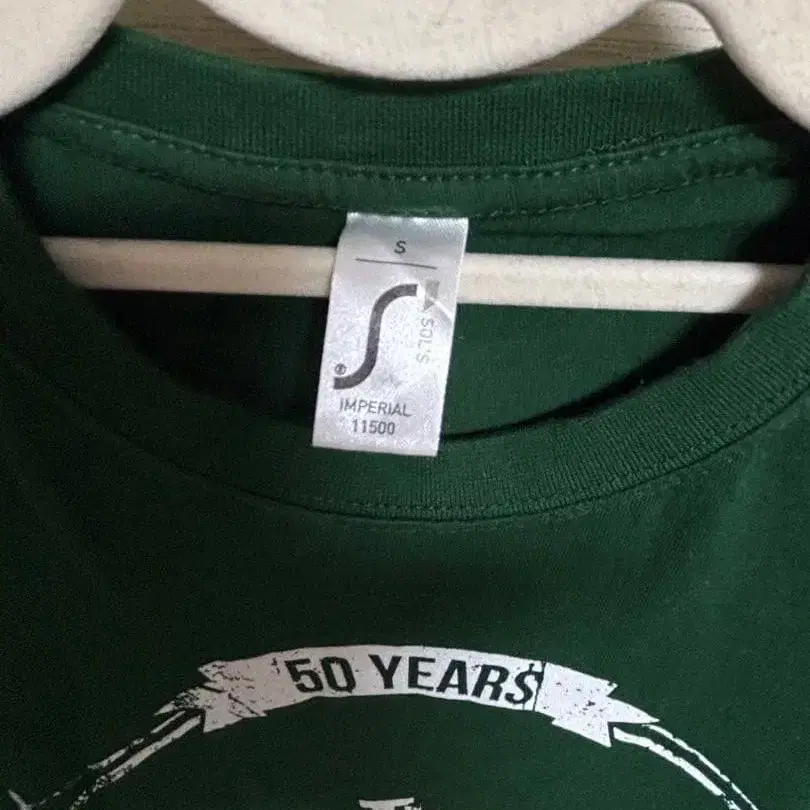 S
SOL'S
®
IMPERIAL
11500
50 YEARS